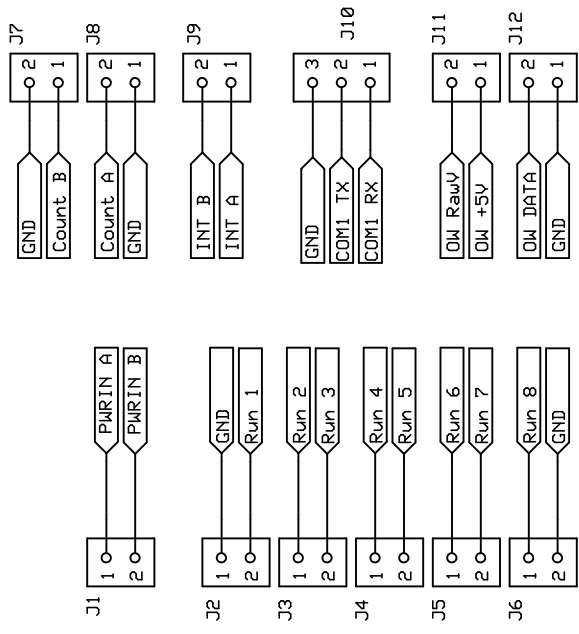 J7
2
1
GND
Count B
J8
2
1
Count A
GND
J9
2
1
INT B
INT A
J10
3
2
1
GND
COM1 TX
COM1 RX
J11
2
1
OW RawV
OW +5V
J12
2
1
OW DATA
GND
J1
1
2
PWRIN A
PWRIN B
J2
1
2
GND
Run 1
J3
1
2
Run 2
Run 3
J4
1
2
Run 4
Run 5
J5
1
2
Run 6
Run 7
J6
1
2
Run 8
GND